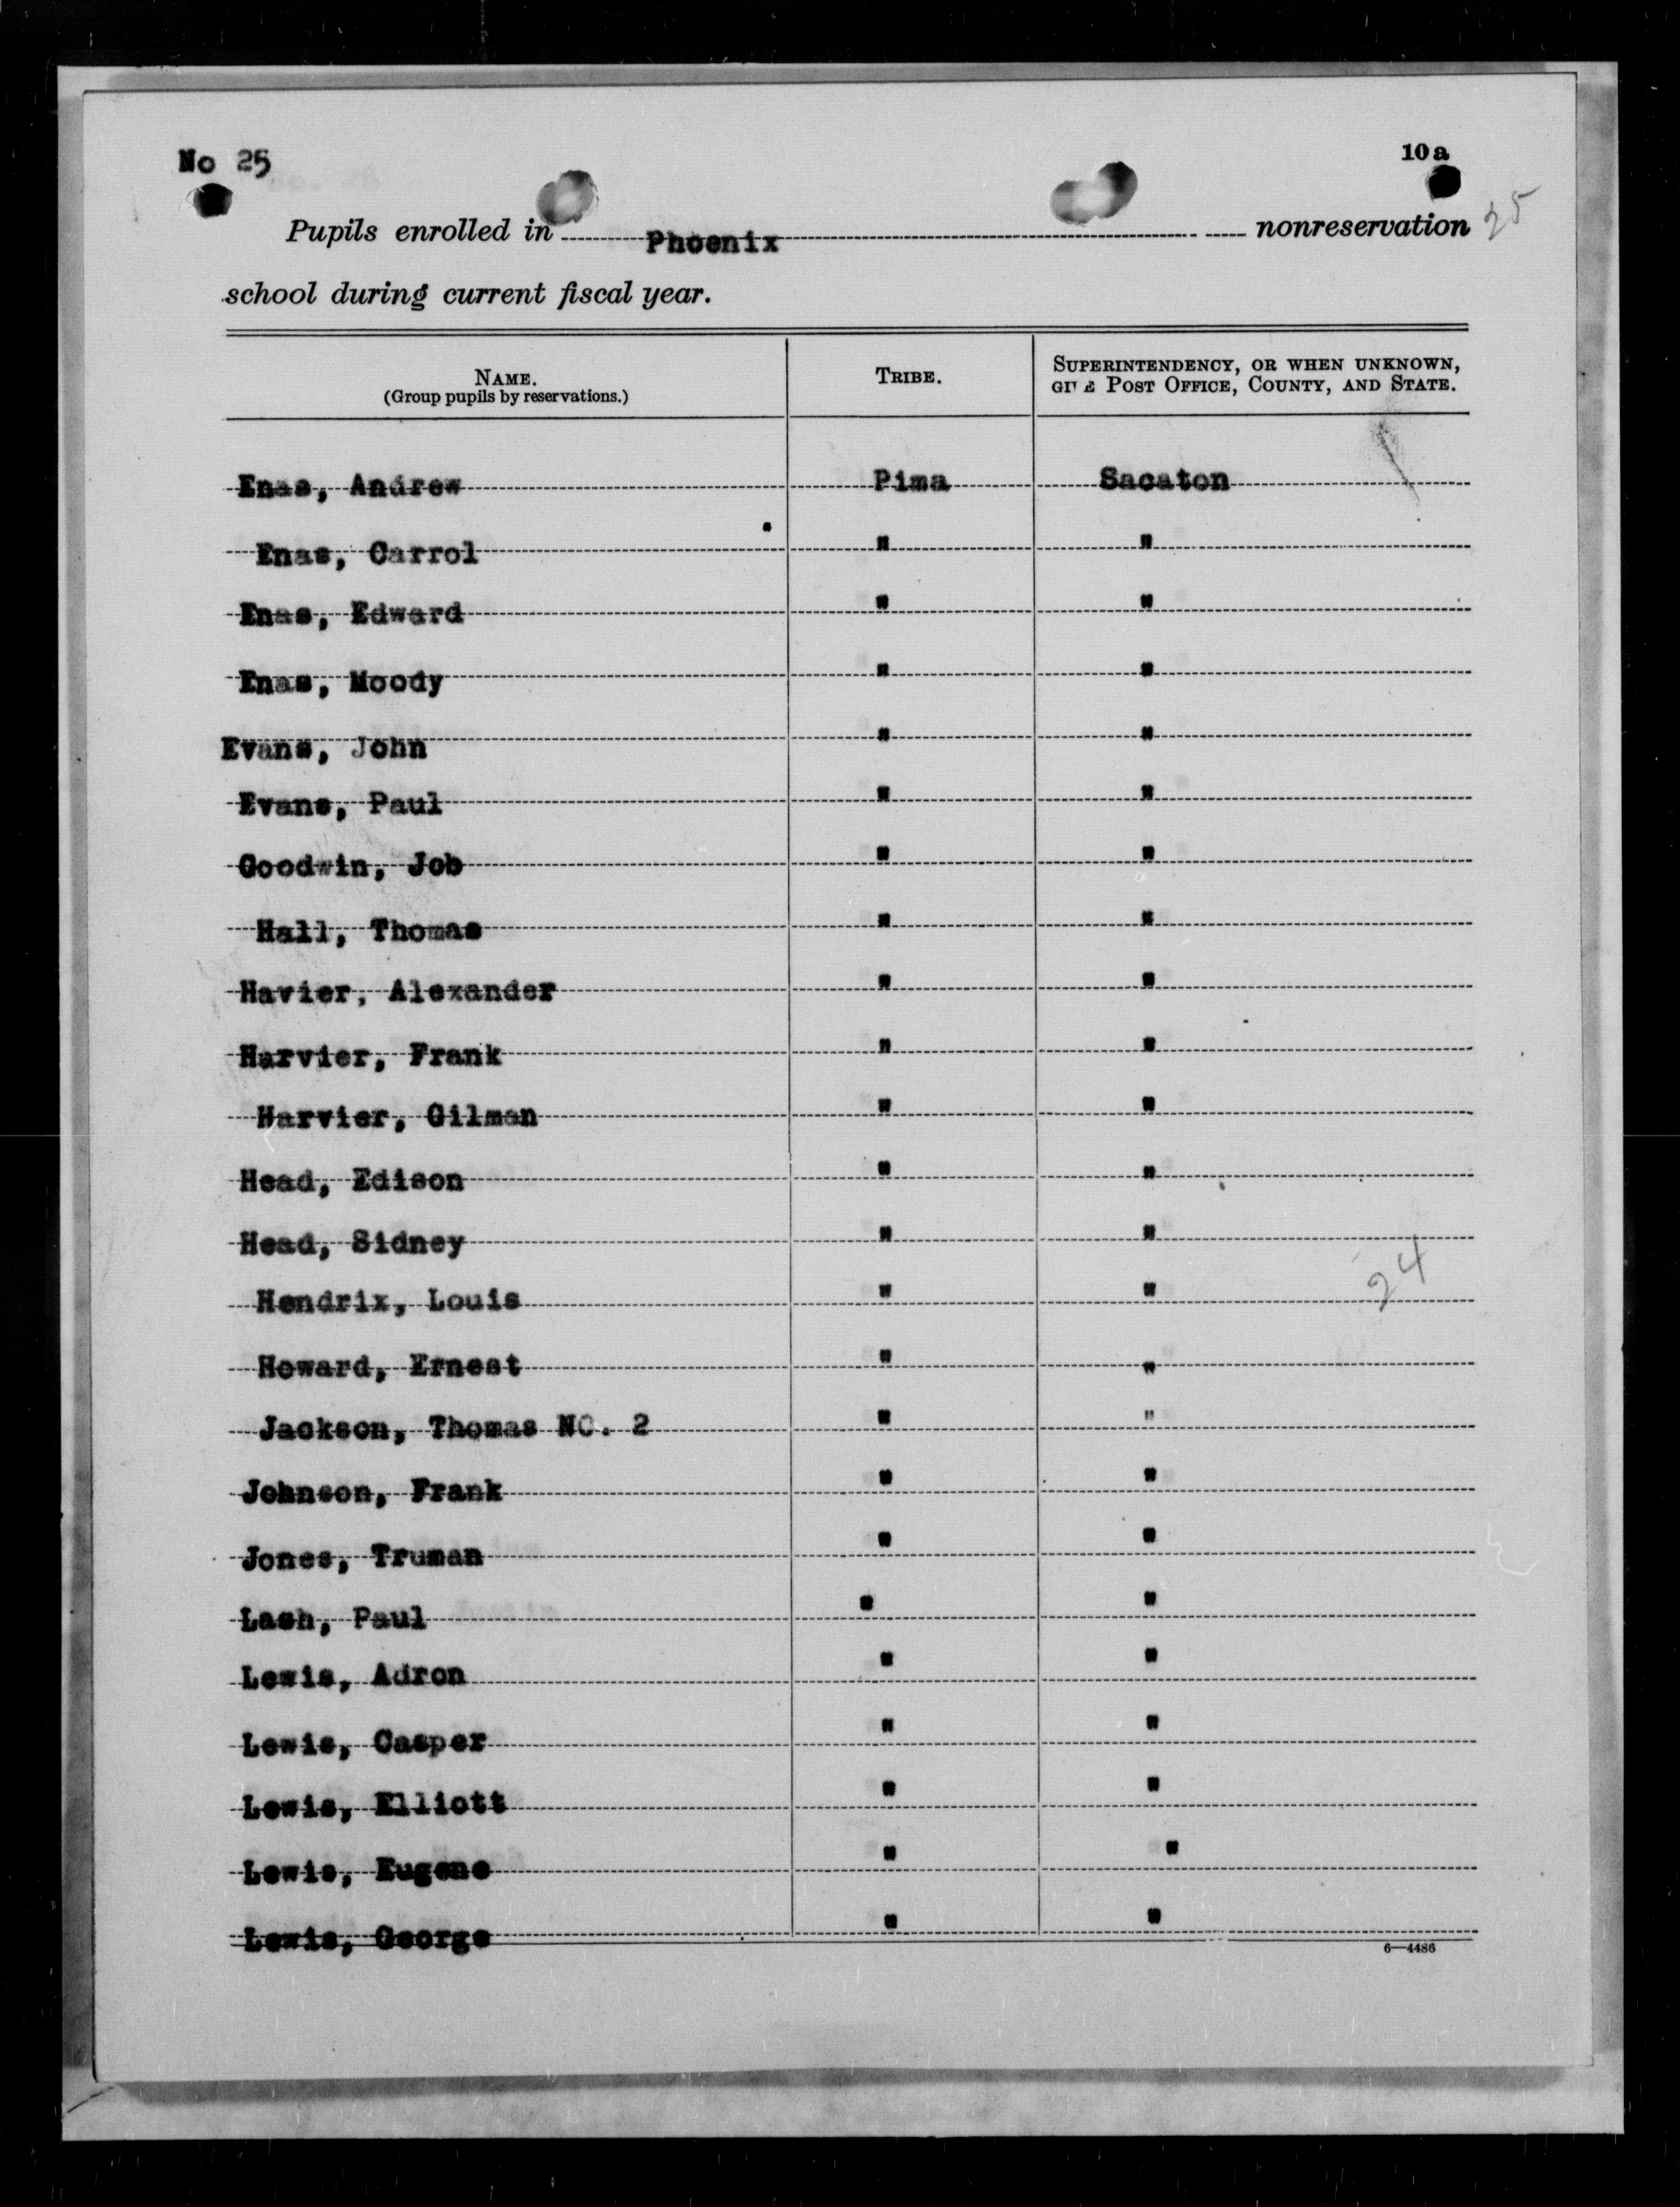 No 25
10a
Pupils enrolled in Phoenix nonreservation 25
school during current fiscal year.
NAME.
(Group pupils by reservations.)
TRIBE.
SUPERINTENDENCY, OR WHEN UNKNOWN,
GIVE POST OFFICE, COUNTY, AND STATE.
Enas, Andrew Pima Sacaton
Enas, Carrol " "
Enas, Edward " "
Enas, Moody " "
Evans, John " "
Evans, Paul " "
Goodwin, Job " "
Hall, Thomas " "
Havier, Alexander " "
Harvier, Frank " "
Harvier, Gilman " "
Head, Edison " "
Head, Sidney " "
Hendrix, Louis " " 24
Howard, Ernest " "
Jackson, Thomas NO. 2 " "
Johnson, Frank " "
Jones, Truman " "
Lash, Paul " "
Lewis, Adron " "
Lewis, Casper " "
Lewis, Elliott " "
Lewis, Eugene " "
Lewis, George " "
6—4486